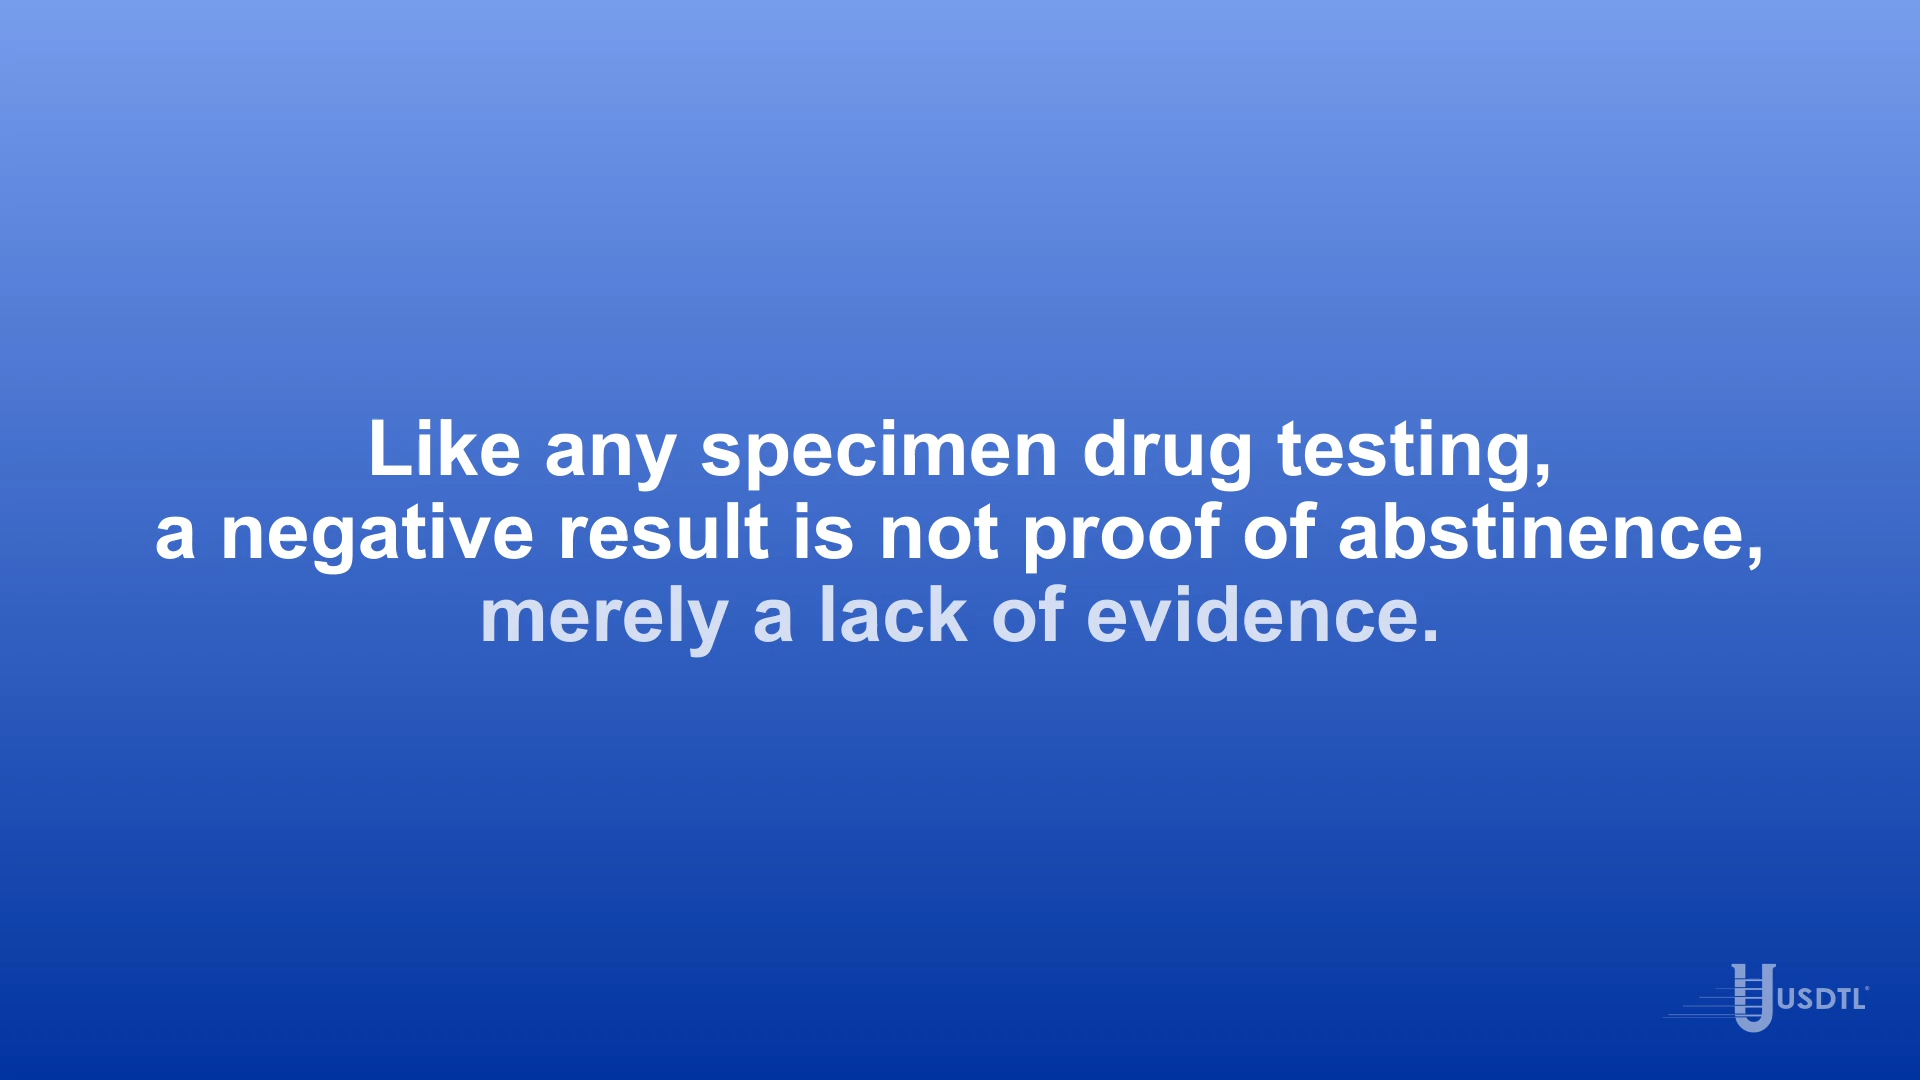 Like any specimen drug testing,
a negative result is not proof of abstinence,
merely a lack of evidence.
USDTL